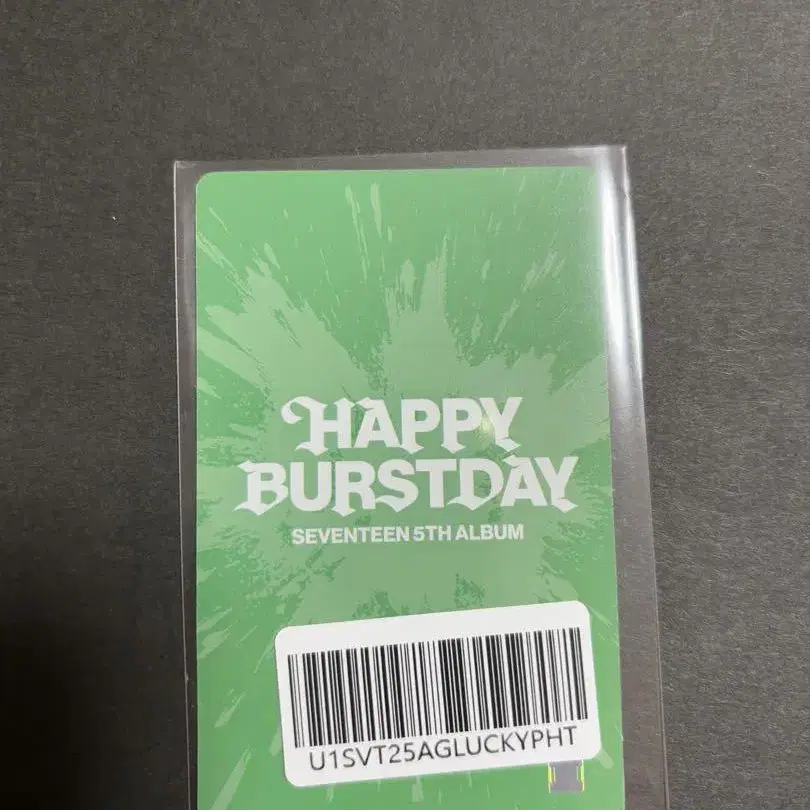 HAPPY
BURSTDAY
SEVENTEEN 5TH ALBUM
U1SVT25AGLUCKYPHT